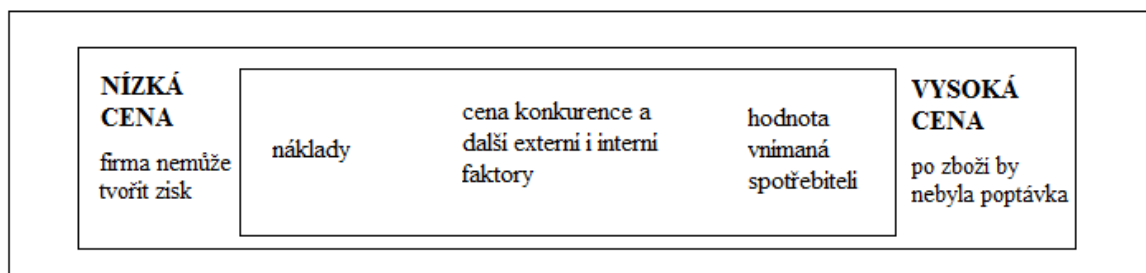 NÍZKÁ
CENA
firma nemůže
tvořit zisk
náklady
cena konkurence a
další externí i interní
faktory
hodnota
vnímaná
spotřebiteli
VYSOKÁ
CENA
po zboži by
nebyla poptávka